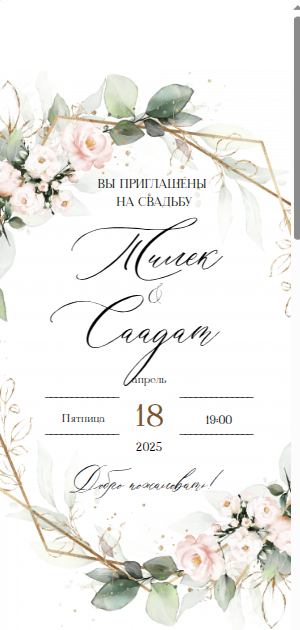 ВЫ ПРИГЛАШЕНЫ
НА СВАДЬБУ
Тилек
&
Саадат
апрель
Пятница 18 19:00
2025
Добро пожаловать!